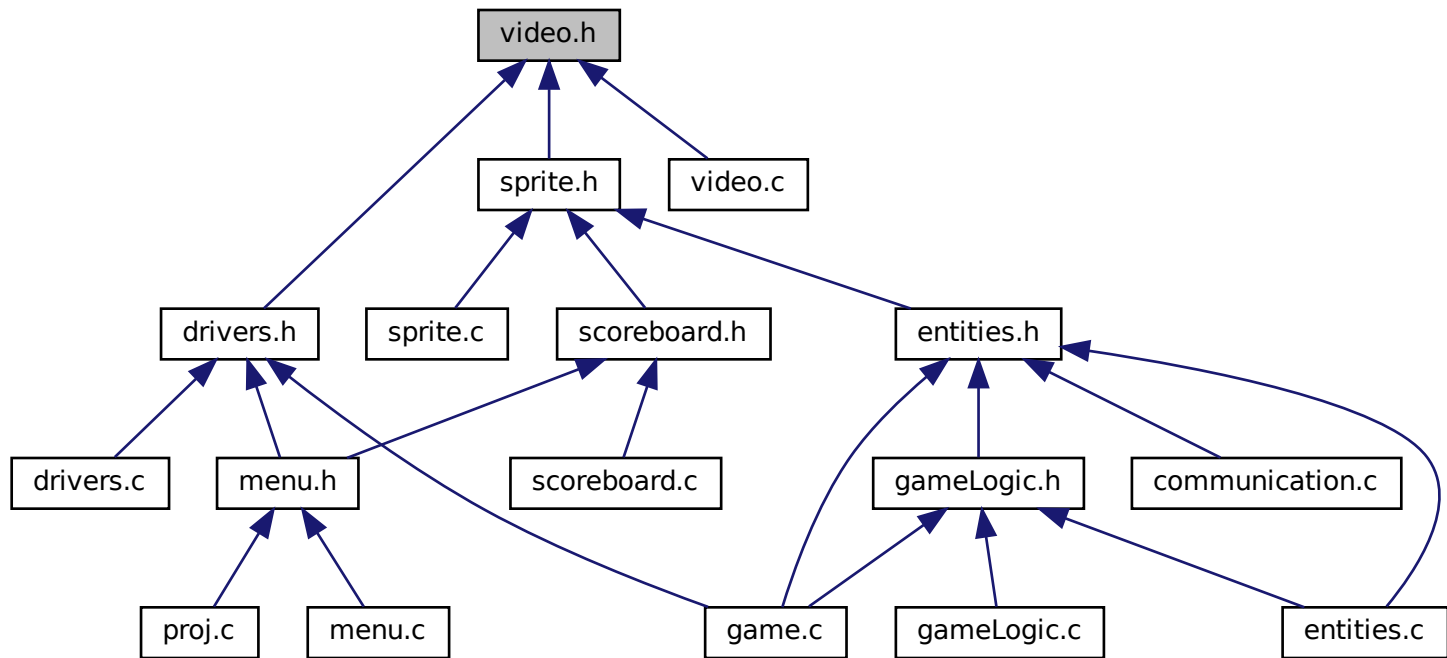 video.h
sprite.h
video.c
drivers.h
sprite.c
scoreboard.h
entities.h
drivers.c
menu.h
scoreboard.c
gameLogic.h
communication.c
proj.c
menu.c
game.c
gameLogic.c
entities.c